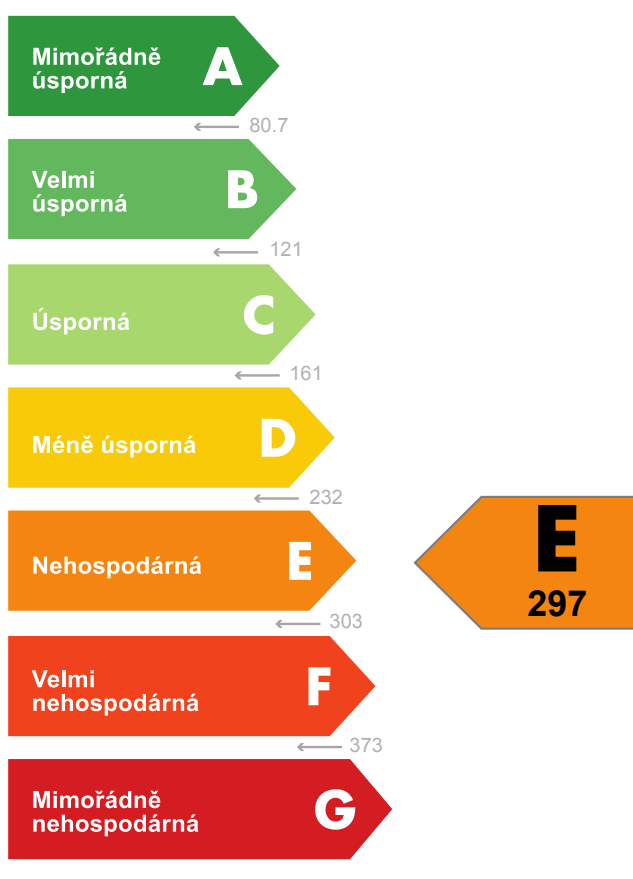 Mimořádně
úsporná
A
← 80.7
Velmi
úsporná
B
← 121
Úsporná
C
← 161
Méně úsporná
D
← 232
Nehospodárná
E
← 303
E
297
Velmi
nehospodárná
F
← 373
Mimořádně
nehospodárná
G